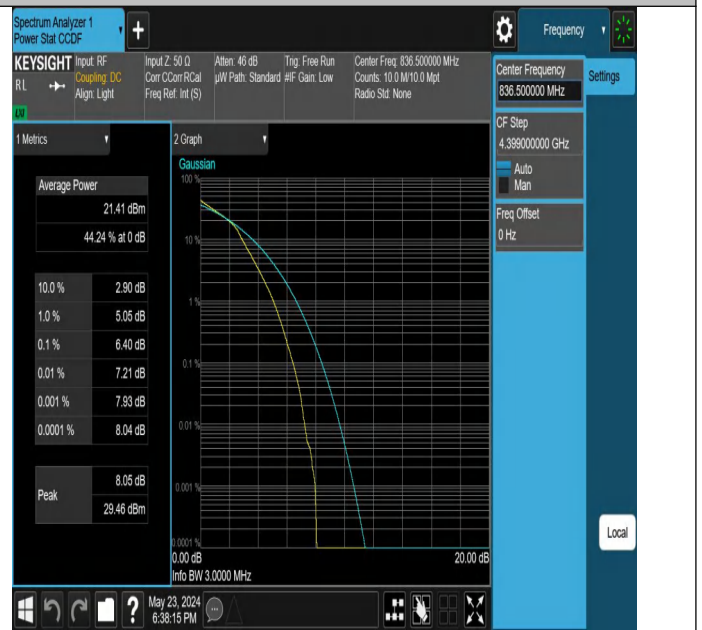 Spectrum Analyzer 1
Power Stat CCDF
+
Frequency
KEYSIGHT
RL
Input: RF
Coupling: DC
Align: Light
Input Z: 50 Ω
Corr CCorr RCal
Freq Ref: Int (S)
Atten: 46 dB
µW Path: Standard
Trig: Free Run
#IF Gain: Low
Center Freq: 836.500000 MHz
Counts: 10.0 M/10.0 Mpt
Radio Std: None
LXI
1 Metrics
Average Power
21.41 dBm
44.24 % at 0 dB
10.0 % 2.90 dB
1.0 % 5.05 dB
0.1 % 6.40 dB
0.01 % 7.21 dB
0.001 % 7.93 dB
0.0001 % 8.04 dB
Peak
8.05 dB
29.46 dBm
2 Graph
Gaussian
100 %
10 %
1 %
0.1 %
0.01 %
0.001 %
0.0001 %
0.00 dB 20.00 dB
Info BW 3.0000 MHz
Center Frequency
836.500000 MHz
CF Step
4.399000000 GHz
Auto
Man
Freq Offset
0 Hz
Settings
Local
?
May 23, 2024
6:38:15 PM